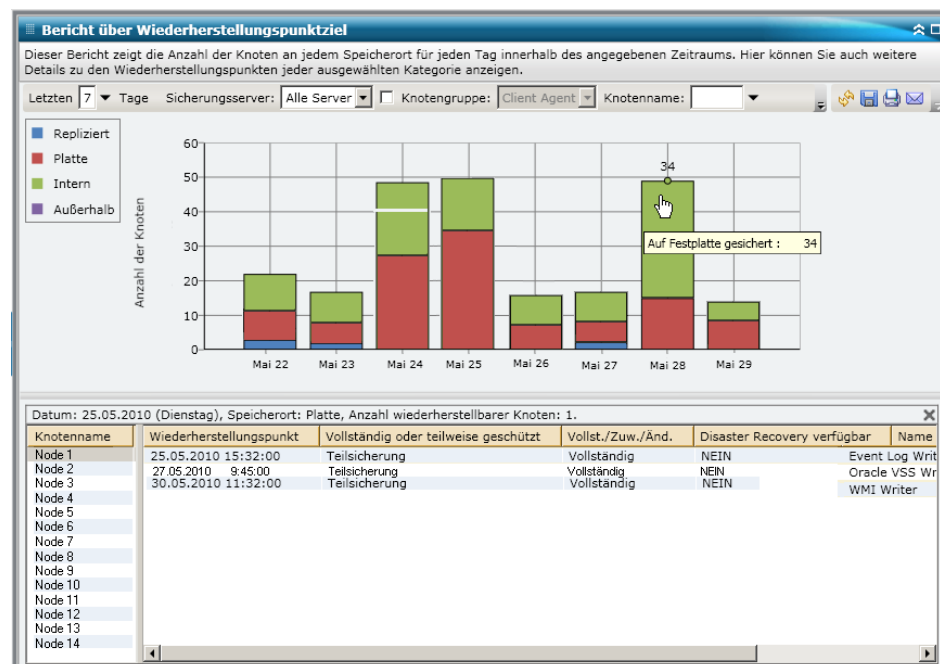 Bericht über Wiederherstellungspunktziel
Dieser Bericht zeigt die Anzahl der Knoten an jedem Speicherort für jeden Tag innerhalb des angegebenen Zeitraums. Hier können Sie auch weitere
Details zu den Wiederherstellungspunkten jeder ausgewählten Kategorie anzeigen.
Letzten 7 Tage Sicherungsserver: Alle Server Knotengruppe: Client Agent Knotenname:
Repliziert
Platte
Intern
Außerhalb
Anzahl der Knoten
60
50
40
30
20
10
0
34
Auf Festplatte gesichert : 34
Mai 22 Mai 23 Mai 24 Mai 25 Mai 26 Mai 27 Mai 28 Mai 29
Datum: 25.05.2010 (Dienstag), Speicherort: Platte, Anzahl wiederherstellbarer Knoten: 1.
Knotenname Wiederherstellungspunkt Vollständig oder teilweise geschützt Vollst./Zuw./Änd. Disaster Recovery verfügbar Name
Node 1 25.05.2010 15:32:00 Teilsicherung Vollständig NEIN Event Log Writ
Node 2 27.05.2010 9:45:00 Teilsicherung Vollständig NEIN Oracle VSS Wr
Node 3 30.05.2010 11:32:00 Teilsicherung Vollständig NEIN WMI Writer
Node 4
Node 5
Node 6
Node 7
Node 8
Node 9
Node 10
Node 11
Node 12
Node 13
Node 14